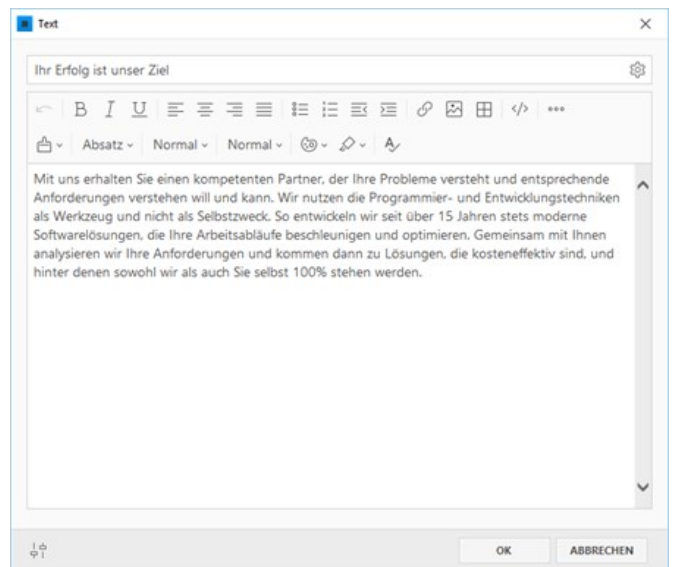 Text
Ihr Erfolg ist unser Ziel
B I U </> •••
Absatz Normal Normal A
Mit uns erhalten Sie einen kompetenten Partner, der Ihre Probleme versteht und entsprechende
Anforderungen verstehen will und kann. Wir nutzen die Programmier- und Entwicklungstechniken
als Werkzeug und nicht als Selbstzweck. So entwickeln wir seit über 15 Jahren stets moderne
Softwarelösungen, die Ihre Arbeitsabläufe beschleunigen und optimieren. Gemeinsam mit Ihnen
analysieren wir Ihre Anforderungen und kommen dann zu Lösungen, die kosteneffektiv sind, und
hinter denen sowohl wir als auch Sie selbst 100% stehen werden.
OK ABBRECHEN